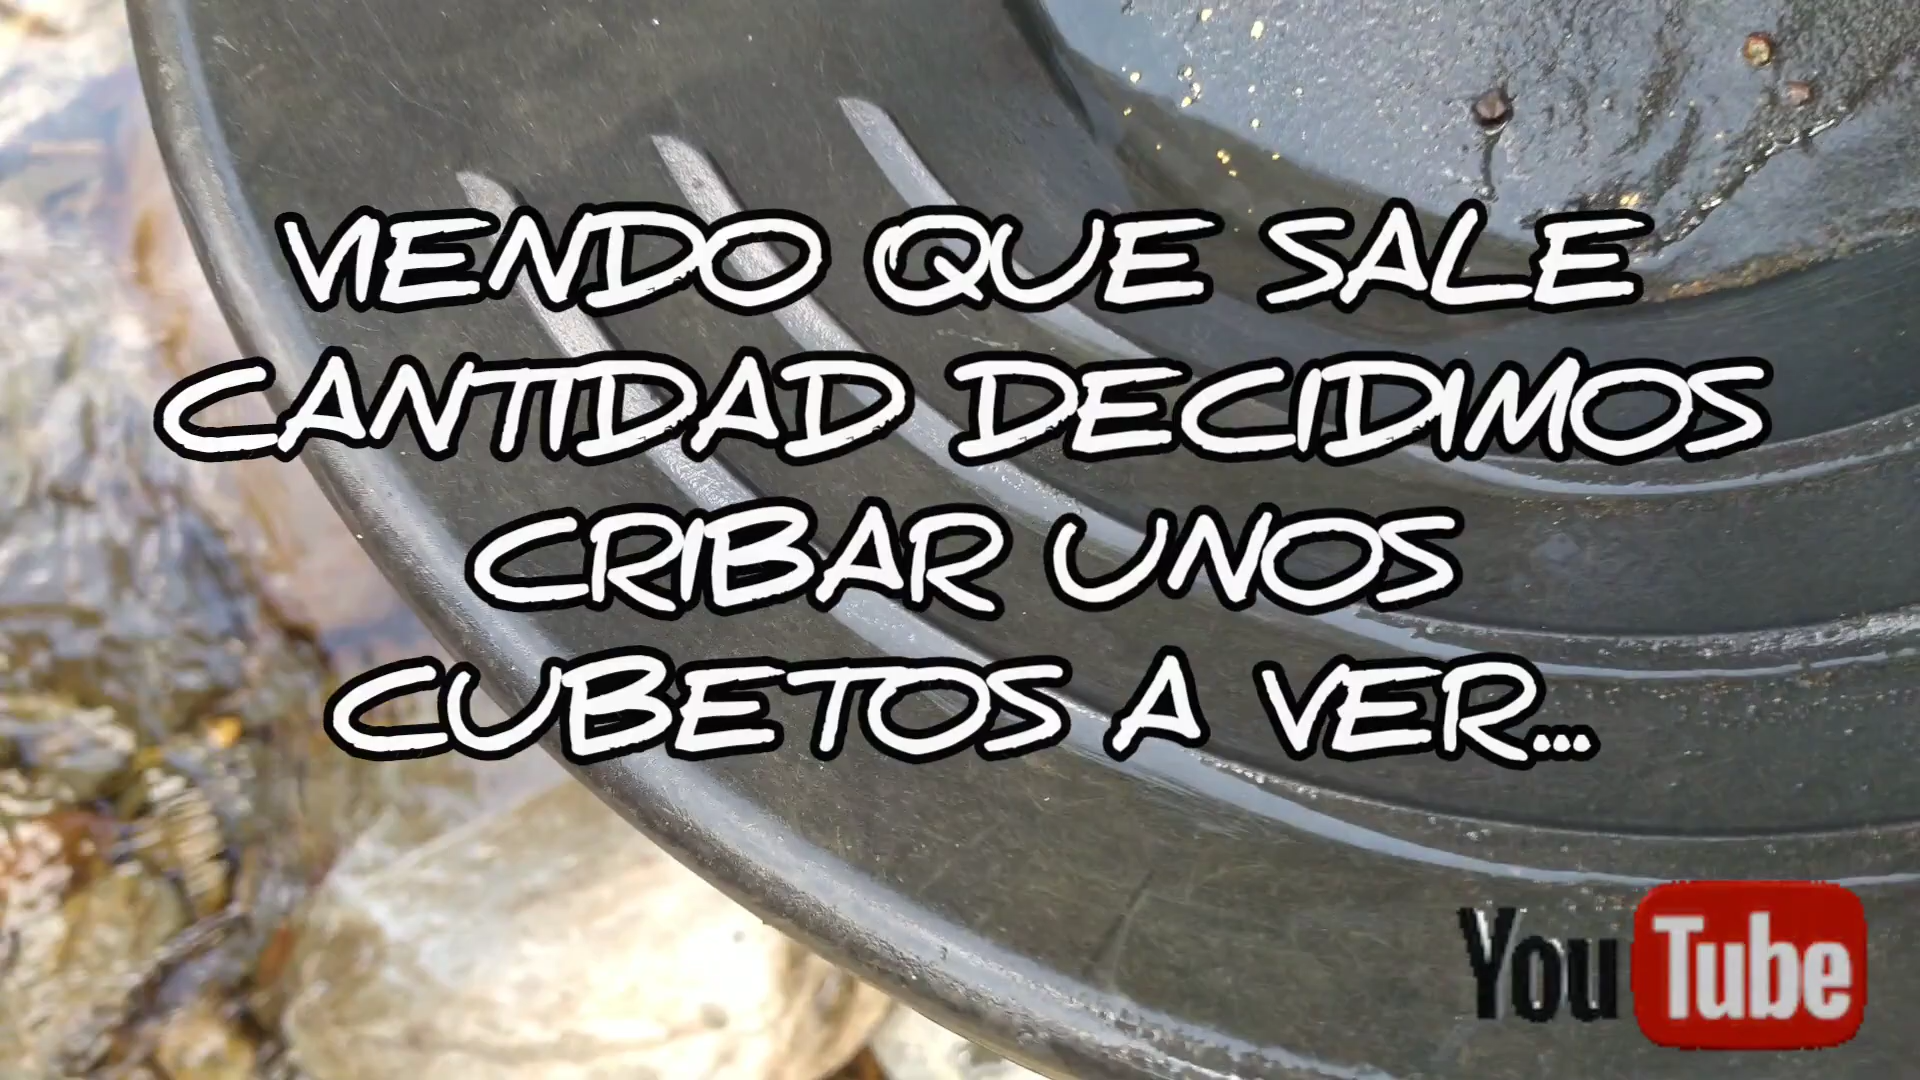 VIENDO QUE SALE
CANTIDAD DECIDIMOS
CRIBAR UNOS
CUBETOS A VER...
YouTube